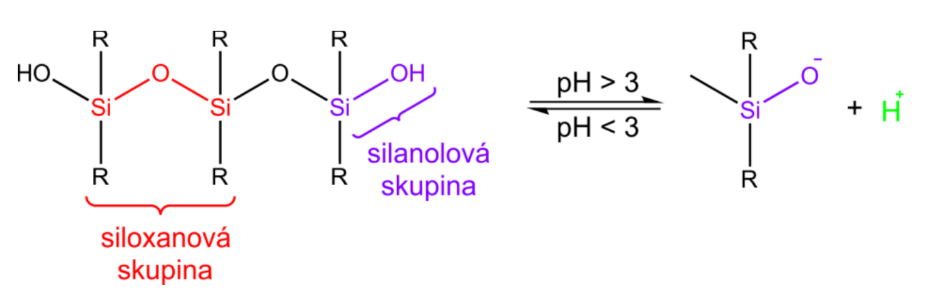 R R R R
HO O O OH O⁻
pH > 3
Si Si Si Si + H⁺
pH < 3
R R R R
silanolová
skupina
siloxanová
skupina